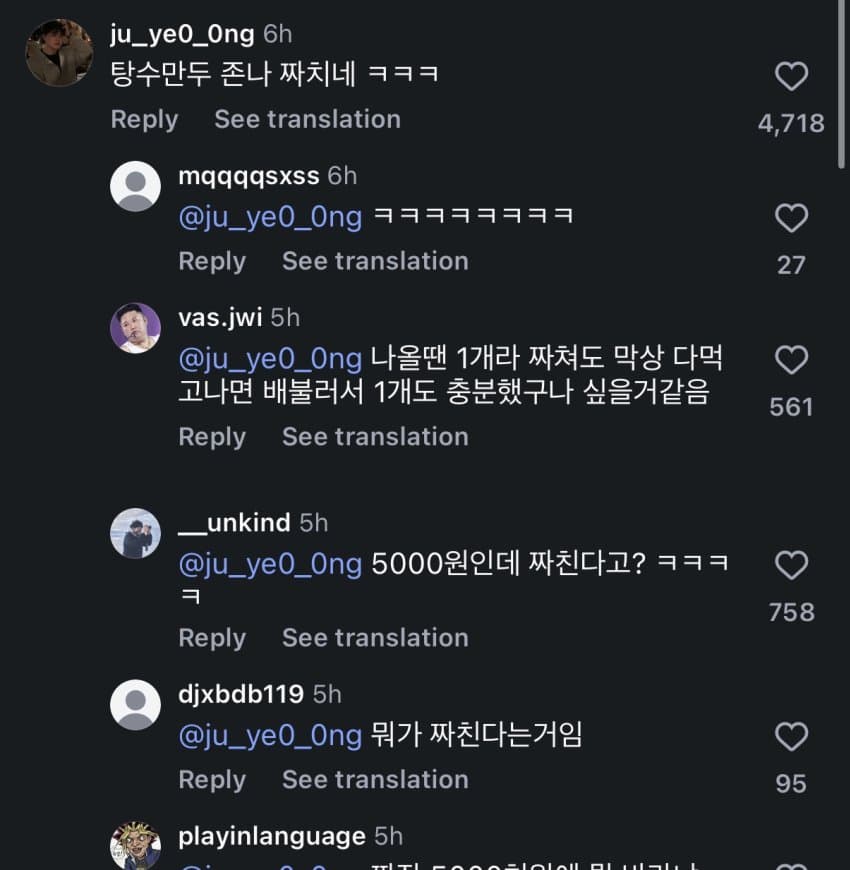 ju_ye0_0ng 6h
탕수만두 존나 짜치네 ㅋㅋㅋ
Reply See translation
4,718
mqqqqsxss 6h
@ju_ye0_0ng ㅋㅋㅋㅋㅋㅋㅋㅋ
Reply See translation
27
vas.jwi 5h
@ju_ye0_0ng 나올땐 1개라 짜쳐도 막상 다먹
고나면 배불러서 1개도 충분했구나 싶을거같음
561
Reply See translation
__unkind 5h
@ju_ye0_0ng 5000원인데 짜친다고? ㅋㅋㅋ
ㅋ
758
Reply See translation
djxbdb119 5h
@ju_ye0_0ng 뭐가 짜친다는거임
Reply See translation
95
playinlanguage 5h